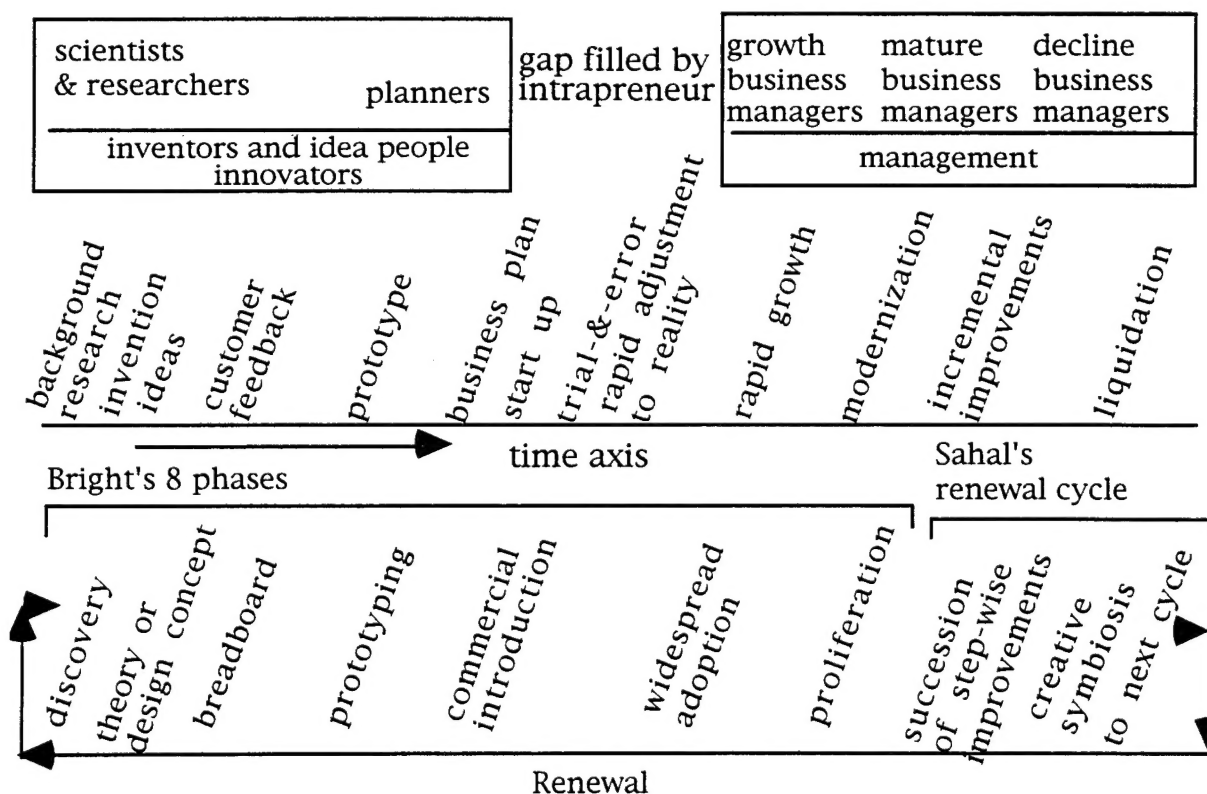 scientists
& researchers
planners
inventors and idea people
innovators
gap filled by
intrapreneur
growth
business
managers
mature
business
managers
decline
business
managers
management
background
research
invention
ideas
customer
feedback
prototype
business plan
start up
trial-&-error
rapid adjustment
to reality
rapid growth
modernization
incremental
improvements
liquidation
time axis
Bright's 8 phases
Sahal's
renewal cycle
discovery
theory or
design concept
breadboard
prototyping
commercial
introduction
widespread
adoption
proliferation
succession
of step-wise
improvements
creative
symbiosis
to next cycle
Renewal